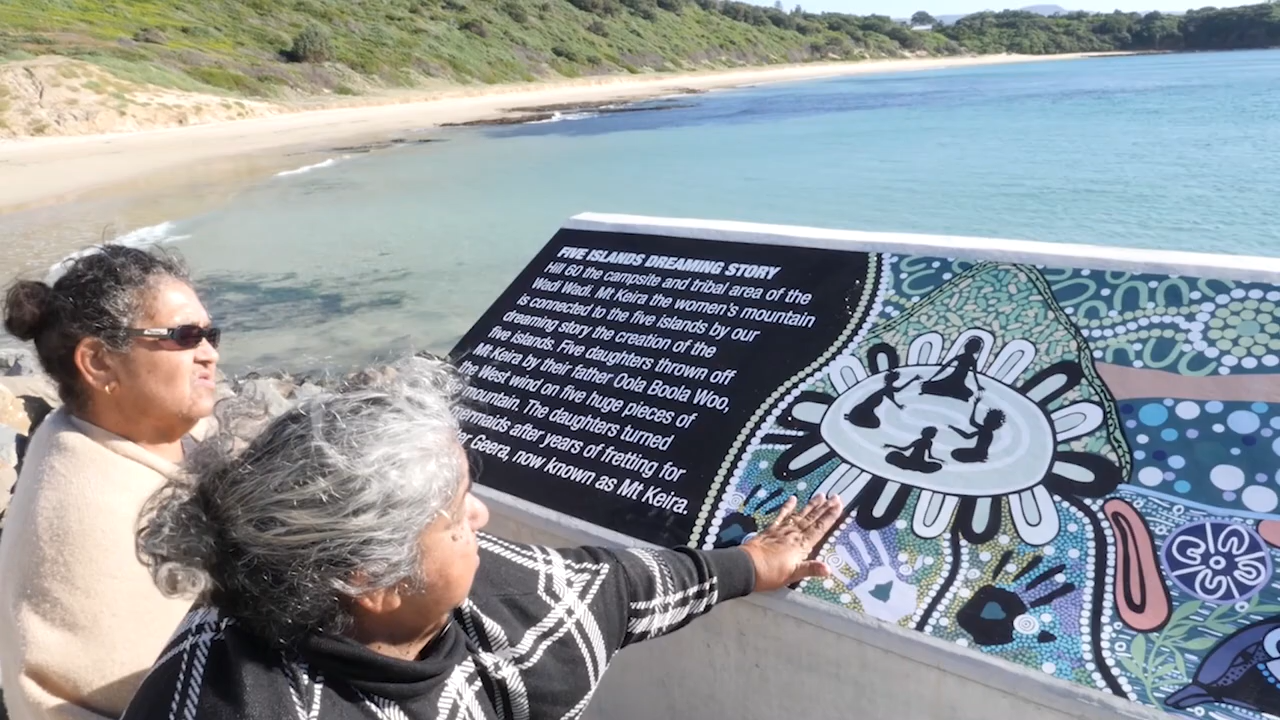 FIVE ISLANDS DREAMING STORY
Hill 60 the campsite and tribal area of the
Wadi Wadi. Mt Keira the women's mountain
is connected to the five islands by our
dreaming story the creation of the
five islands. Five daughters thrown off
Mt Keira by their father Oola Boola Woo,
the West wind on five huge pieces of
mountain. The daughters turned
mermaids after years of fretting for
Geera, now known as Mt Keira.